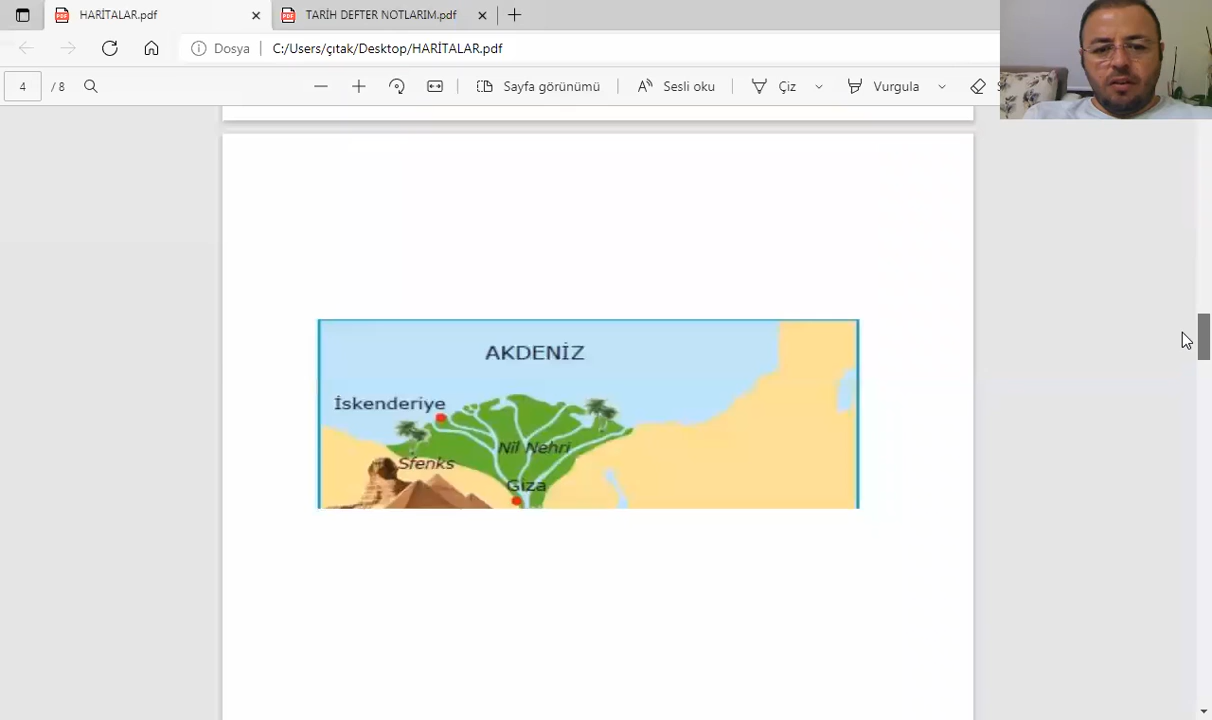 HARİTALAR.pdf
TARİH DEFTER NOTLARIM.pdf
Dosya
C:/Users/çıtak/Desktop/HARİTALAR.pdf
4 / 8
Sayfa görünümü
Sesli oku
Çiz
Vurgula
AKDENİZ
İskenderiye
Nil Nehri
Sfenks
Giza